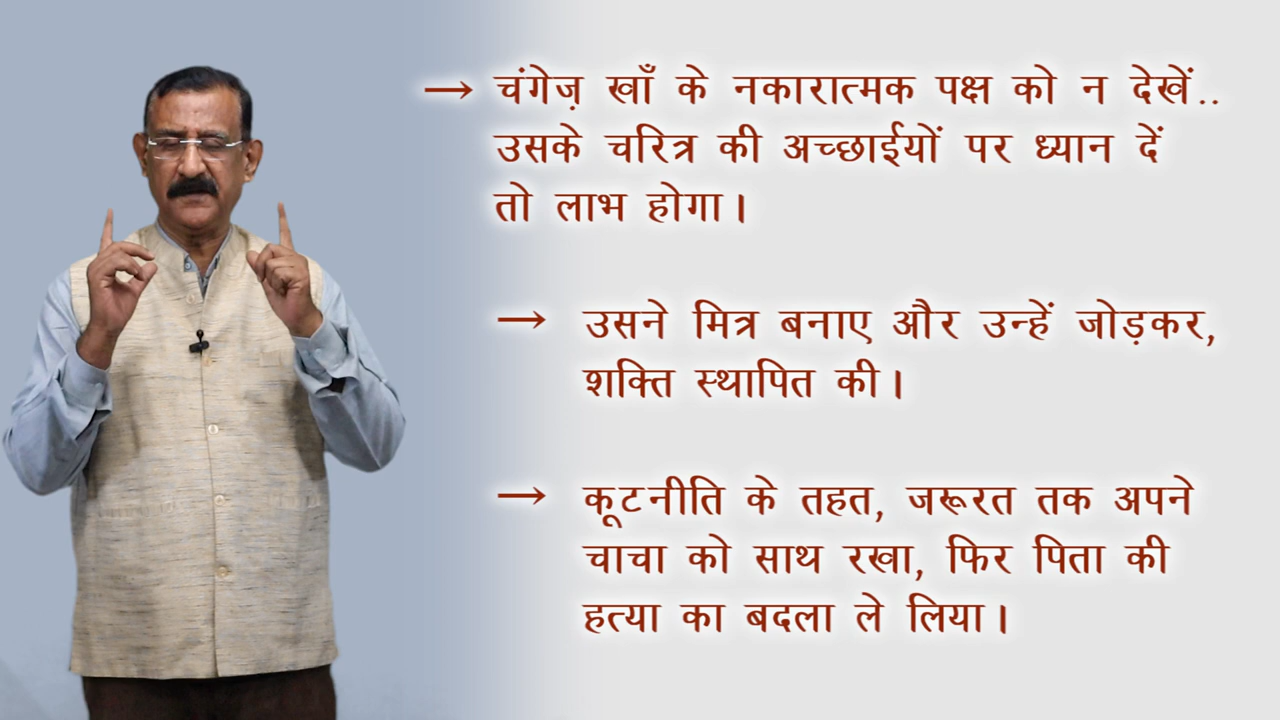 → चंगेज़ खाँ के नकारात्मक पक्ष को न देखें..
उसके चरित्र की अच्छाईयों पर ध्यान दें
तो लाभ होगा।
→ उसने मित्र बनाए और उन्हें जोड़कर,
शक्ति स्थापित की।
→ कूटनीति के तहत, जरूरत तक अपने
चाचा को साथ रखा, फिर पिता की
हत्या का बदला ले लिया।